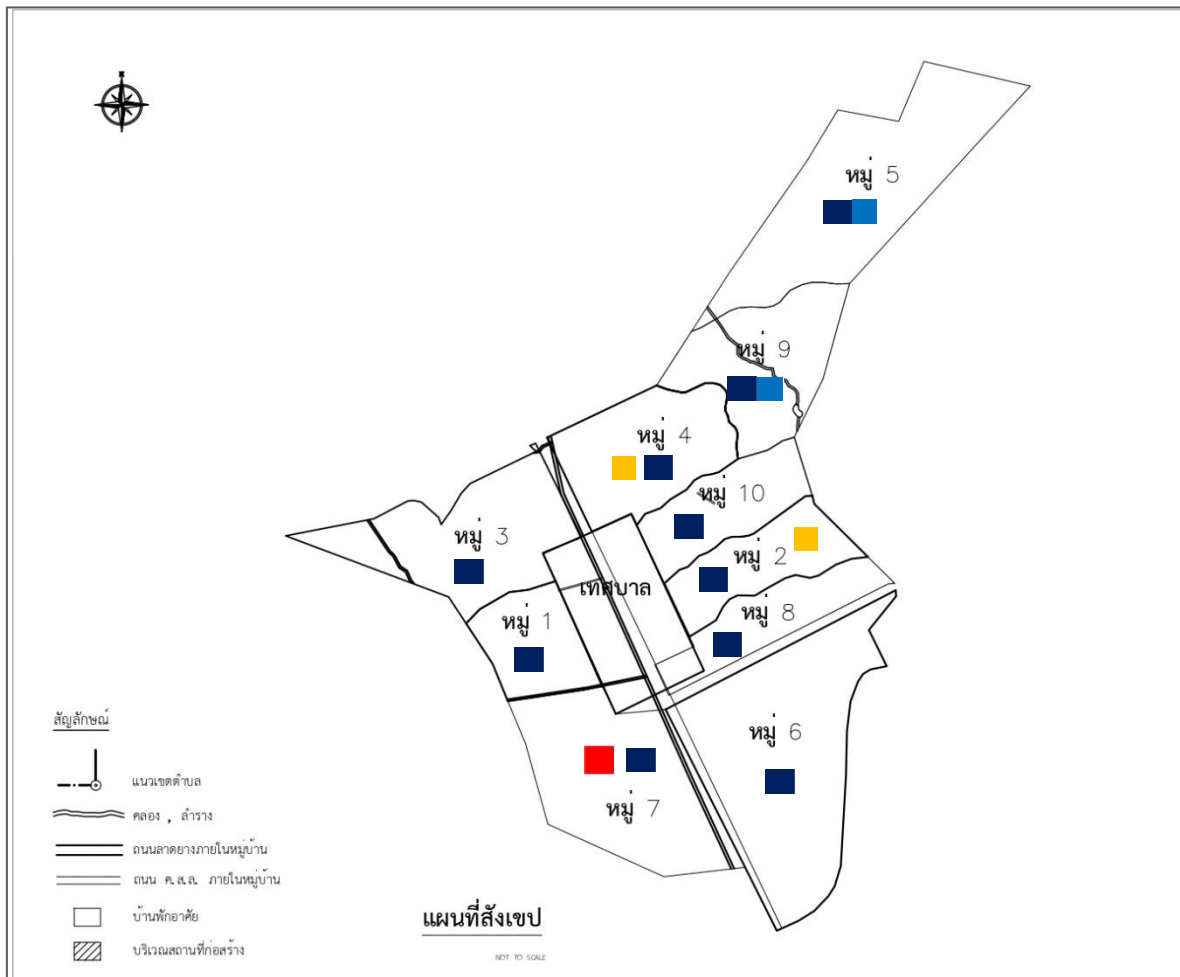 หมู่ 5
หมู่ 9
หมู่ 4
หมู่ 10
หมู่ 3
หมู่ 2
เทศบาล
หมู่ 8
หมู่ 1
หมู่ 6
หมู่ 7
สัญลักษณ์
แนวเขตตำบล
คลอง , ลำราง
ถนนลาดยางภายในหมู่บ้าน
ถนน ค.ส.ล. ภายในหมู่บ้าน
บ้านพักอาศัย
บริเวณสถานที่ก่อสร้าง
แผนที่สังเขป
NOT TO SCALE